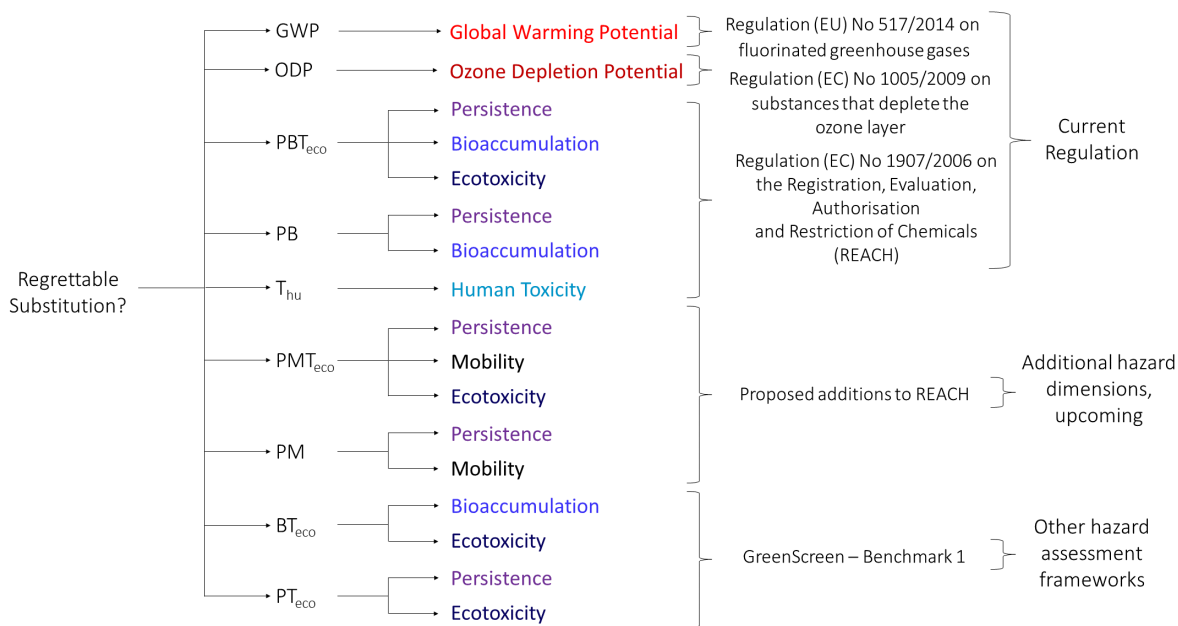 Regrettable
Substitution?
GWP
ODP
PBTeco
PB
Thu
PMTeco
PM
BTeco
PTeco
Global Warming Potential
Ozone Depletion Potential
Persistence
Bioaccumulation
Ecotoxicity
Persistence
Bioaccumulation
Human Toxicity
Persistence
Mobility
Ecotoxicity
Persistence
Mobility
Bioaccumulation
Ecotoxicity
Persistence
Ecotoxicity
Regulation (EU) No 517/2014 on
fluorinated greenhouse gases
Regulation (EC) No 1005/2009 on
substances that deplete the
ozone layer
Regulation (EC) No 1907/2006 on
the Registration, Evaluation,
Authorisation
and Restriction of Chemicals
(REACH)
Proposed additions to REACH
GreenScreen – Benchmark 1
Current
Regulation
Additional hazard
dimensions,
upcoming
Other hazard
assessment
frameworks